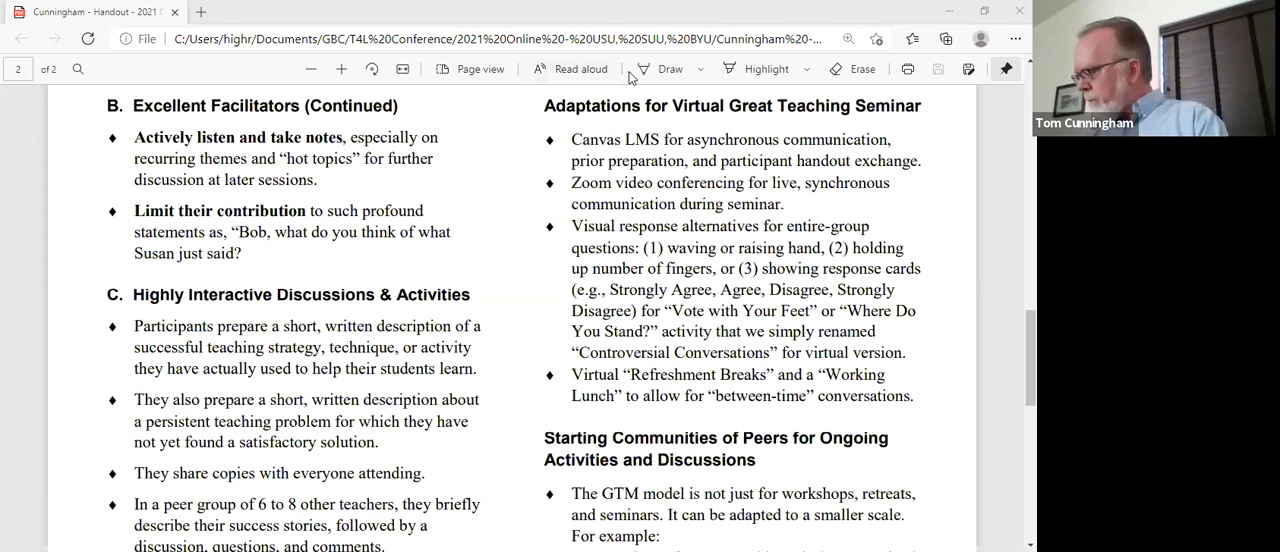 Cunningham - Handout - 2021 C
File
C:/Users/highr/Documents/GBC/T4L%20Conference/2021%20Online%20-%20USU,%20SUU,%20BYU/Cunningham%20-...
2 of 2
Page view
Read aloud
Draw
Highlight
Erase
B. Excellent Facilitators (Continued)
♦ Actively listen and take notes, especially on
recurring themes and “hot topics” for further
discussion at later sessions.
♦ Limit their contribution to such profound
statements as, “Bob, what do you think of what
Susan just said?
C. Highly Interactive Discussions & Activities
♦ Participants prepare a short, written description of a
successful teaching strategy, technique, or activity
they have actually used to help their students learn.
♦ They also prepare a short, written description about
a persistent teaching problem for which they have
not yet found a satisfactory solution.
♦ They share copies with everyone attending.
♦ In a peer group of 6 to 8 other teachers, they briefly
describe their success stories, followed by a
discussion, questions, and comments.
Adaptations for Virtual Great Teaching Seminar
♦ Canvas LMS for asynchronous communication,
prior preparation, and participant handout exchange.
♦ Zoom video conferencing for live, synchronous
communication during seminar.
♦ Visual response alternatives for entire-group
questions: (1) waving or raising hand, (2) holding
up number of fingers, or (3) showing response cards
(e.g., Strongly Agree, Agree, Disagree, Strongly
Disagree) for “Vote with Your Feet” or “Where Do
You Stand?” activity that we simply renamed
“Controversial Conversations” for virtual version.
♦ Virtual “Refreshment Breaks” and a “Working
Lunch” to allow for “between-time” conversations.
Starting Communities of Peers for Ongoing
Activities and Discussions
♦ The GTM model is not just for workshops, retreats,
and seminars. It can be adapted to a smaller scale.
For example:
Tom Cunningham